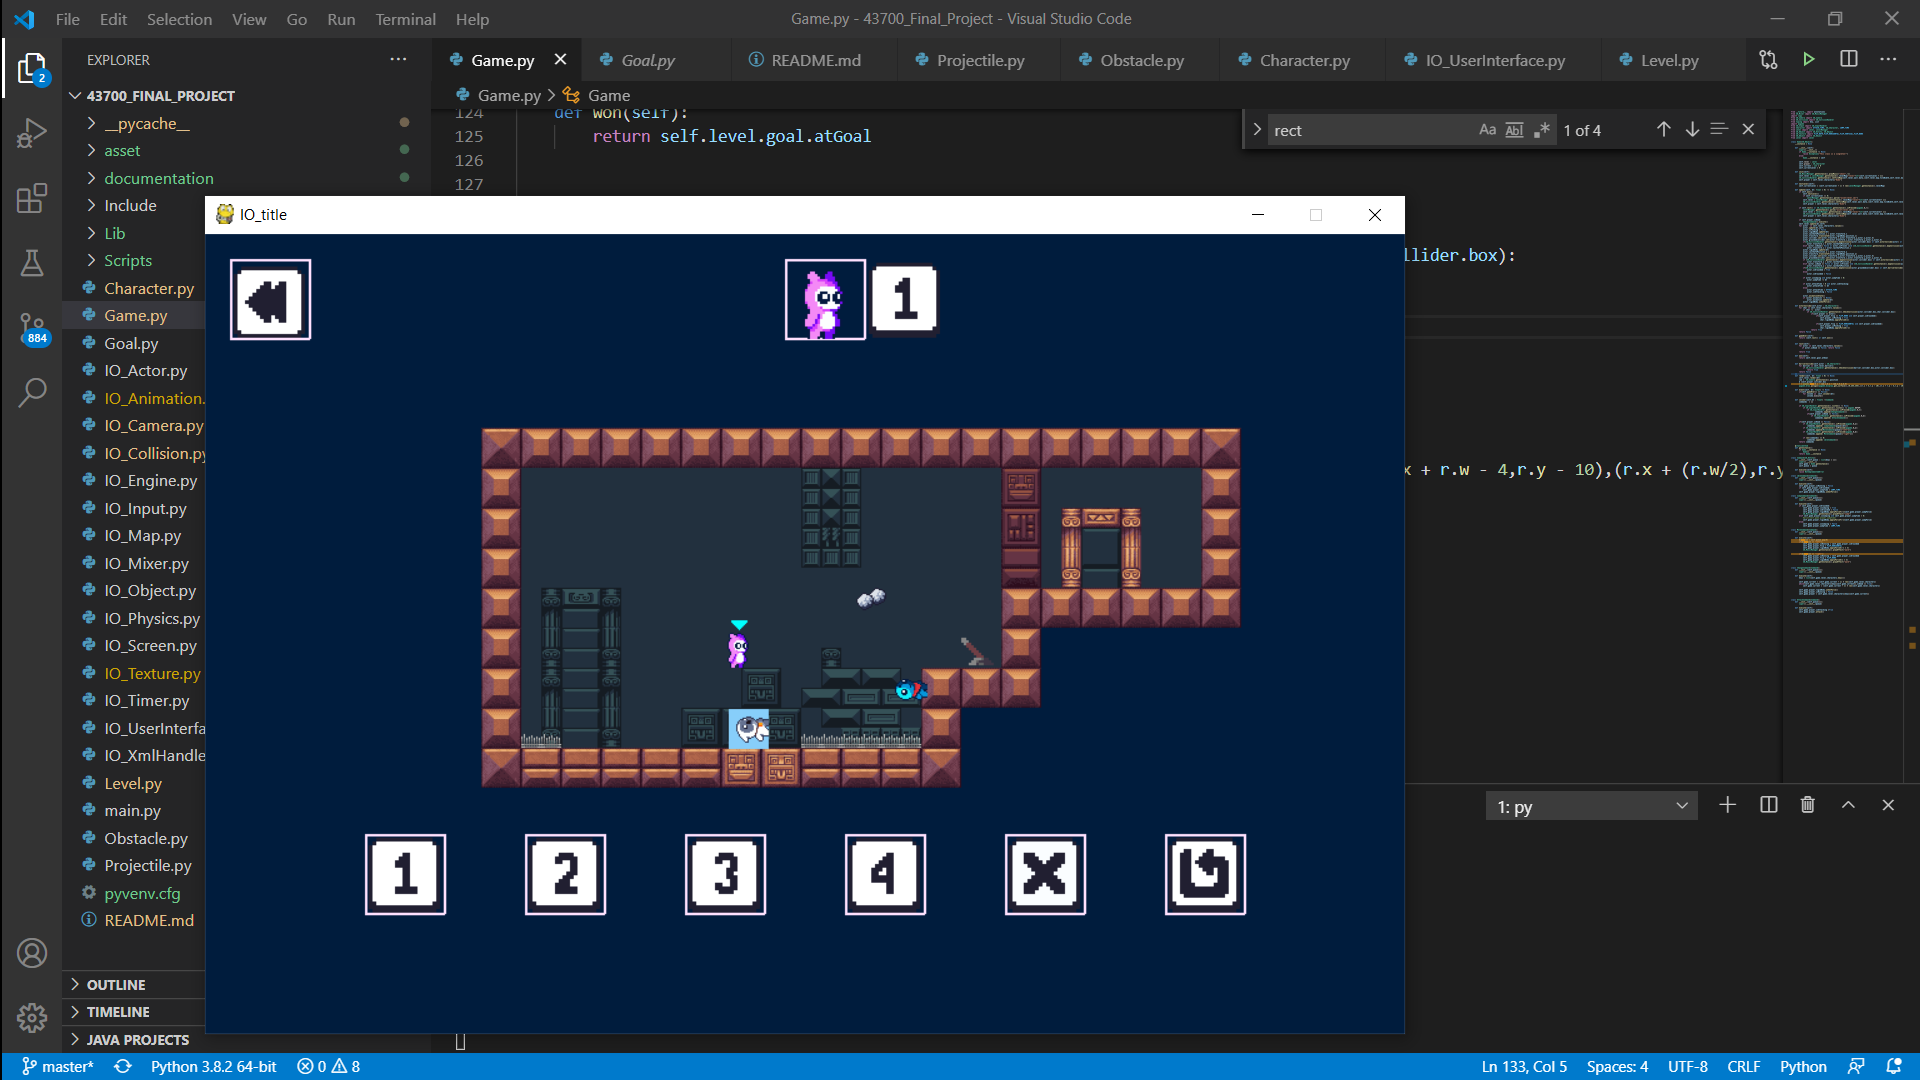 File Edit Selection View Go Run Terminal Help
Game.py - 43700_Final_Project - Visual Studio Code
EXPLORER
Game.py
Goal.py
README.md
Projectile.py
Obstacle.py
Character.py
IO_UserInterface.py
Level.py
2
43700_FINAL_PROJECT
Game.py > Game
__pycache__
asset
documentation
Include
Lib
Scripts
Character.py
Game.py
Goal.py
IO_Actor.py
IO_Animation.
IO_Camera.py
IO_Collision.py
IO_Engine.py
IO_Input.py
IO_Map.py
IO_Mixer.py
IO_Object.py
IO_Physics.py
IO_Screen.py
IO_Texture.py
IO_Timer.py
IO_UserInterfa
IO_XmlHandle
Level.py
main.py
Obstacle.py
Projectile.py
pyvenv.cfg
README.md
884
OUTLINE
TIMELINE
JAVA PROJECTS
124 def won(self):
125 return self.level.goal.atGoal
126
127
rect
Aa Abl .* 1 of 4
llider.box):
x + r.w - 4,r.y - 10),(r.x + (r.w/2),r.y
IO_title
1
1 2 3 4
1: py
master*
Python 3.8.2 64-bit
0 8
Ln 133, Col 5
Spaces: 4
UTF-8
CRLF
Python